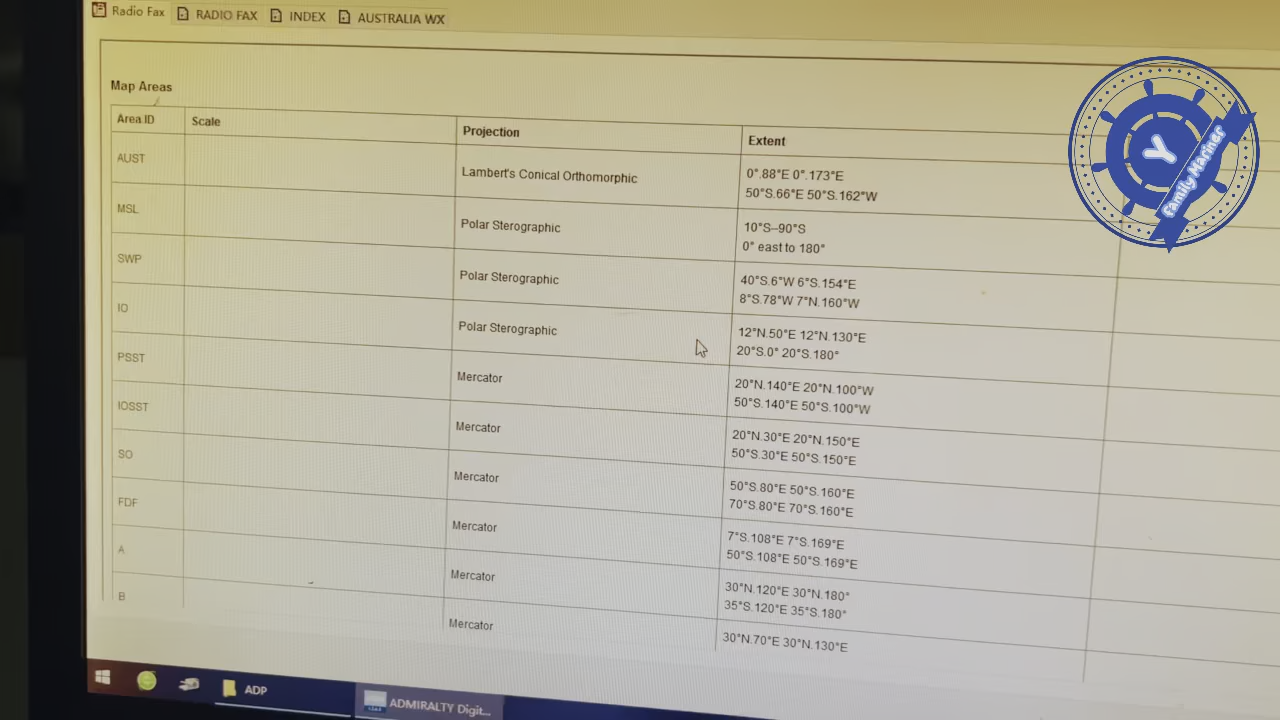 Radio Fax RADIO FAX INDEX AUSTRALIA WX
Map Areas
Area ID Scale Projection Extent
AUST Lambert's Conical Orthomorphic 0°.88°E 0°.173°E
50°S.66°E 50°S.162°W
MSL Polar Sterographic 10°S--90°S
0° east to 180°
SWP Polar Sterographic 40°S.6°W 6°S.154°E
8°S.78°W 7°N.160°W
IO Polar Sterographic 12°N.50°E 12°N.130°E
20°S.0° 20°S.180°
PSST Mercator 20°N.140°E 20°N.100°W
50°S.140°E 50°S.100°W
IOSST Mercator 20°N.30°E 20°N.150°E
50°S.30°E 50°S.150°E
SO Mercator 50°S.80°E 50°S.160°E
70°S.80°E 70°S.160°E
FDF Mercator 7°S.108°E 7°S.169°E
50°S.108°E 50°S.169°E
A Mercator 30°N.120°E 30°N.180°
35°S.120°E 35°S.180°
B Mercator 30°N.70°E 30°N.130°E
ADP ADMIRALTY Digit...
Y
family Mariner